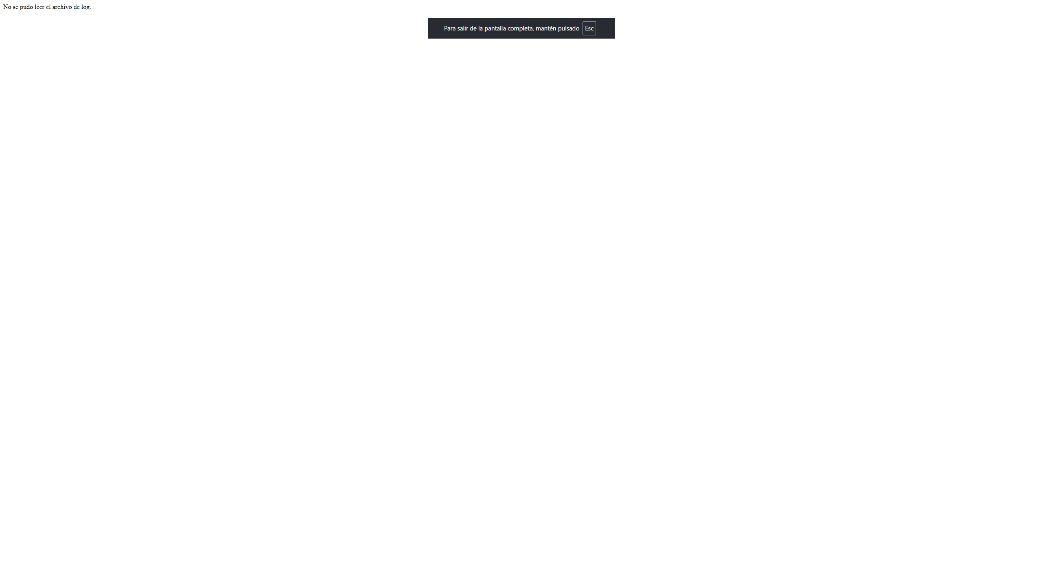 No se pudo leer el archivo de log.
Para salir de la pantalla completa, mantén pulsado Esc